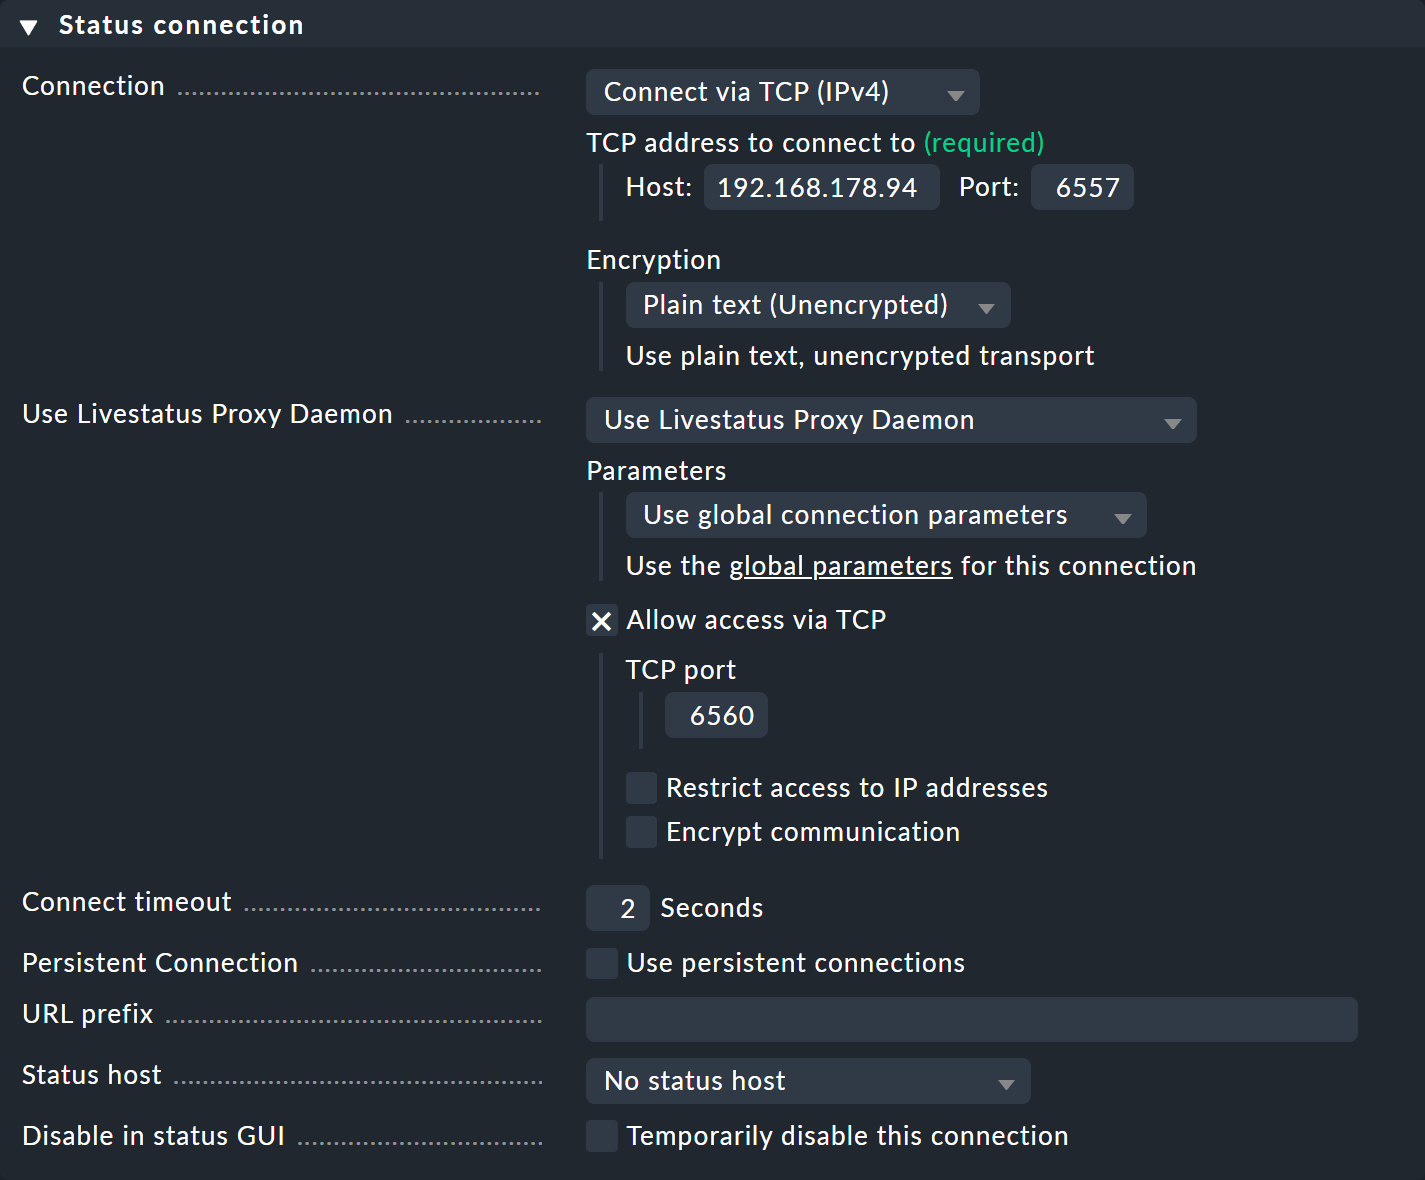 Status connection
Connection
Connect via TCP (IPv4)
TCP address to connect to (required)
Host: 192.168.178.94 Port: 6557
Encryption
Plain text (Unencrypted)
Use plain text, unencrypted transport
Use Livestatus Proxy Daemon
Use Livestatus Proxy Daemon
Parameters
Use global connection parameters
Use the global parameters for this connection
Allow access via TCP
TCP port
6560
Restrict access to IP addresses
Encrypt communication
Connect timeout
2 Seconds
Persistent Connection
Use persistent connections
URL prefix
Status host
No status host
Disable in status GUI
Temporarily disable this connection